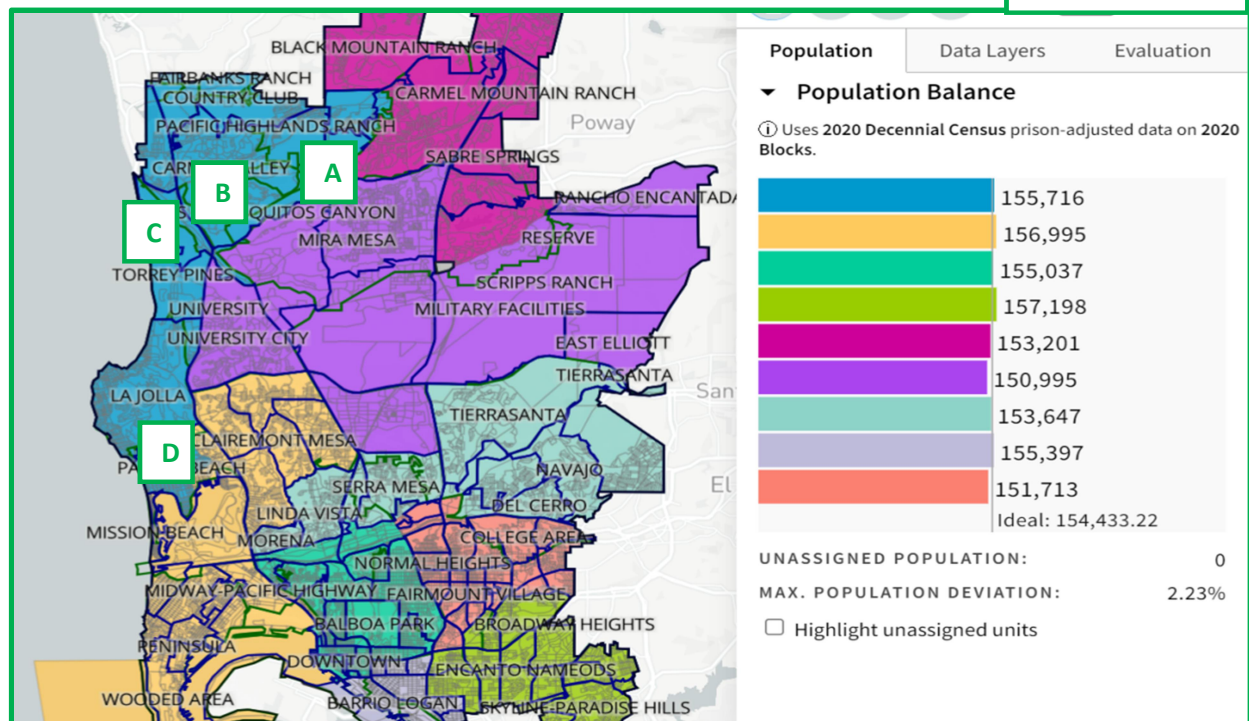 Population
Data Layers
Evaluation
Population Balance
Uses 2020 Decennial Census prison-adjusted data on 2020
Blocks.
155,716
156,995
155,037
157,198
153,201
150,995
153,647
155,397
151,713
Ideal: 154,433.22
UNASSIGNED POPULATION: 0
MAX. POPULATION DEVIATION: 2.23%
Highlight unassigned units
BLACK MOUNTAIN RANCH
RANCH
COUNTRY CLUB
CARMEL MOUNTAIN RANCH
Poway
PACIFIC HIGHLANDS RANCH
SABRE SPRINGS
A
B
C
D
RANCHO ENCANTADA
MIRA MESA
RESERVE
TORREY PINES
SCRIPPS RANCH
UNIVERSITY
MILITARY FACILITIES
UNIVERSITY CITY
EAST ELLIOTT
TIERRASANTA
LA JOLLA
San
TIERRASANTA
CLAIREMONT MESA
BEACH
NAVAJO
SERRA MESA
El
LINDA VISTA
DEL CERRO
MISSION BEACH
MORENA
COLLEGE AREA
NORMAL HEIGHTS
MIDWAY-PACIFIC HIGHWAY
FAIRMOUNT VILLAGE
BALBOA PARK
BROADWAY HEIGHTS
PENINSULA
DOWNTOWN
ENCANTO NAMEODS
WOODED AREA
BARRIO LOGAN
SKYLINE-PARADISE HILLS